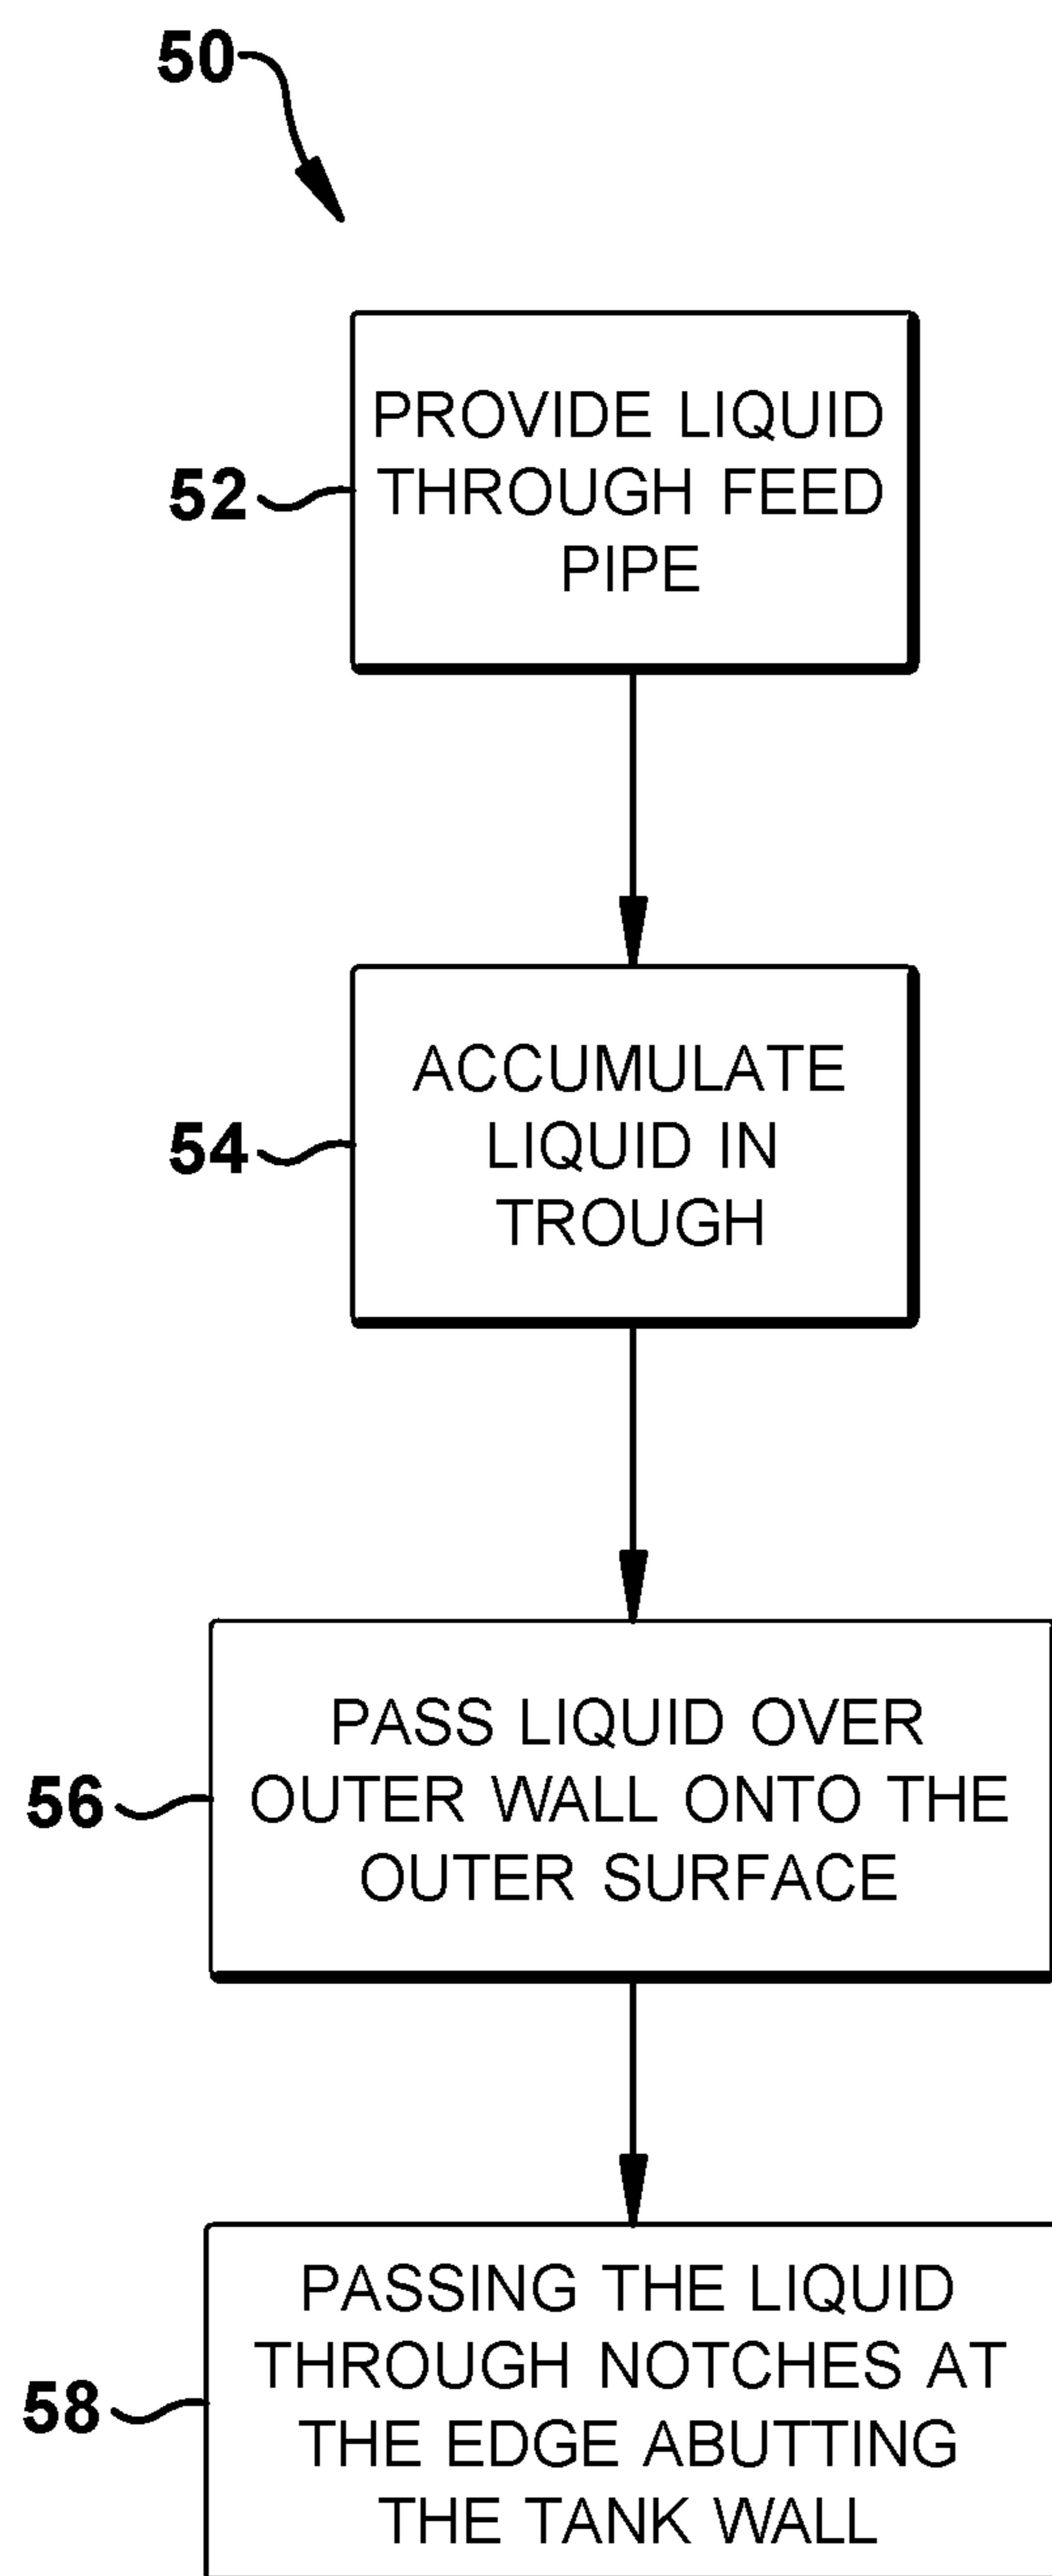 50
PROVIDE LIQUID
52
THROUGH FEED
PIPE
ACCUMULATE
54
LIQUID IN
TROUGH
PASS LIQUID OVER
56
OUTER WALL ONTO THE
OUTER SURFACE
PASSING THE LIQUID
THROUGH NOTCHES AT
58
THE EDGE ABUTTING
THE TANK WALL